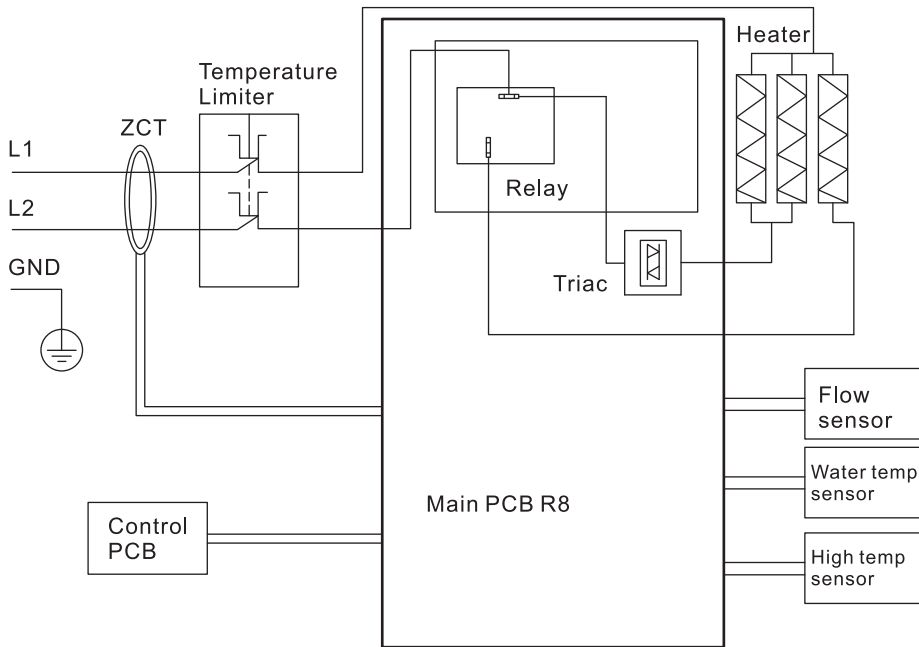 Heater
Temperature
Limiter
ZCT
L1
L2
GND
Relay
Triac
Flow
sensor
Main PCB R8
Water temp
sensor
Control
PCB
High temp
sensor